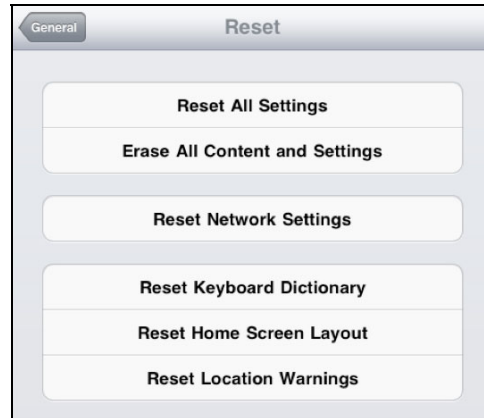 General
Reset
Reset All Settings
Erase All Content and Settings
Reset Network Settings
Reset Keyboard Dictionary
Reset Home Screen Layout
Reset Location Warnings